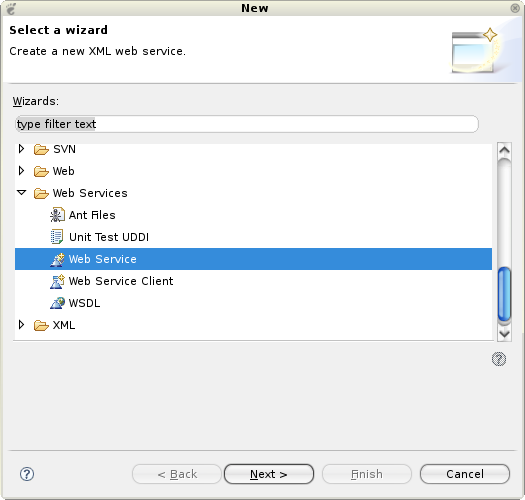 New
Select a wizard
Create a new XML web service.
Wizards:
type filter text
SVN
Web
Web Services
Ant Files
Unit Test UDDI
Web Service
Web Service Client
WSDL
XML
< Back Next > Finish Cancel